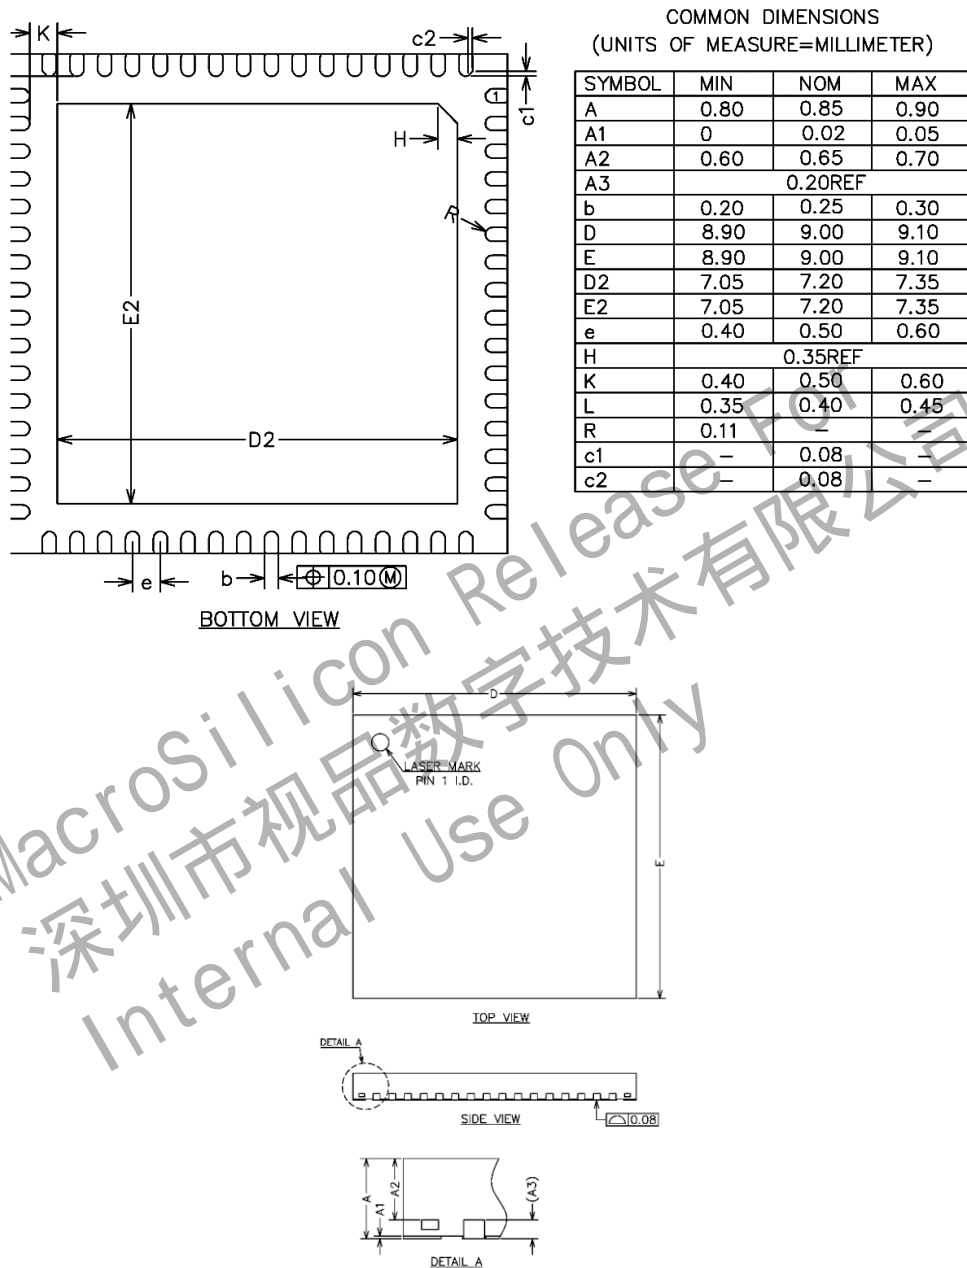 COMMON DIMENSIONS
(UNITS OF MEASURE=MILLIMETER)
SYMBOL MIN NOM MAX
A 0.80 0.85 0.90
A1 0 0.02 0.05
A2 0.60 0.65 0.70
A3 0.20REF
b 0.20 0.25 0.30
D 8.90 9.00 9.10
E 8.90 9.00 9.10
D2 7.05 7.20 7.35
E2 7.05 7.20 7.35
e 0.40 0.50 0.60
H 0.35REF
K 0.40 0.50 0.60
L 0.35 0.40 0.45
R 0.11 – –
c1 – 0.08 –
c2 – 0.08 –
K
c2
c1
1
H
R
E2
D2
e
b
0.10 Ⓜ
BOTTOM VIEW
D
LASER MARK
PIN 1 I.D.
E
TOP VIEW
DETAIL A
SIDE VIEW
0.08
A
A1
A2
(A3)
DETAIL A
MacroSilicon Release For
深圳市视品数字技术有限公司
Internal Use Only